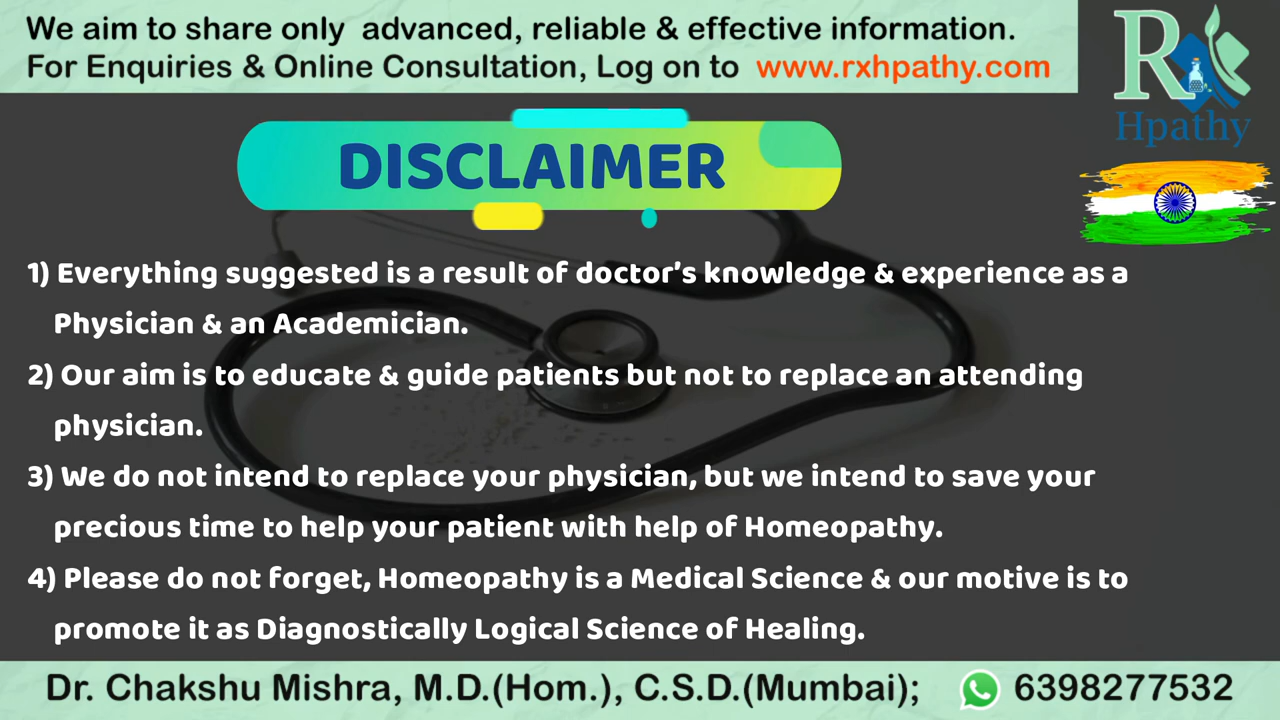 We aim to share only advanced, reliable & effective information.
For Enquiries & Online Consultation, Log on to www.rxhpathy.com
Rx
Hpathy
DISCLAIMER
1) Everything suggested is a result of doctor's knowledge & experience as a
Physician & an Academician.
2) Our aim is to educate & guide patients but not to replace an attending
physician.
3) We do not intend to replace your physician, but we intend to save your
precious time to help your patient with help of Homeopathy.
4) Please do not forget, Homeopathy is a Medical Science & our motive is to
promote it as Diagnostically Logical Science of Healing.
Dr. Chakshu Mishra, M.D.(Hom.), C.S.D.(Mumbai); 6398277532